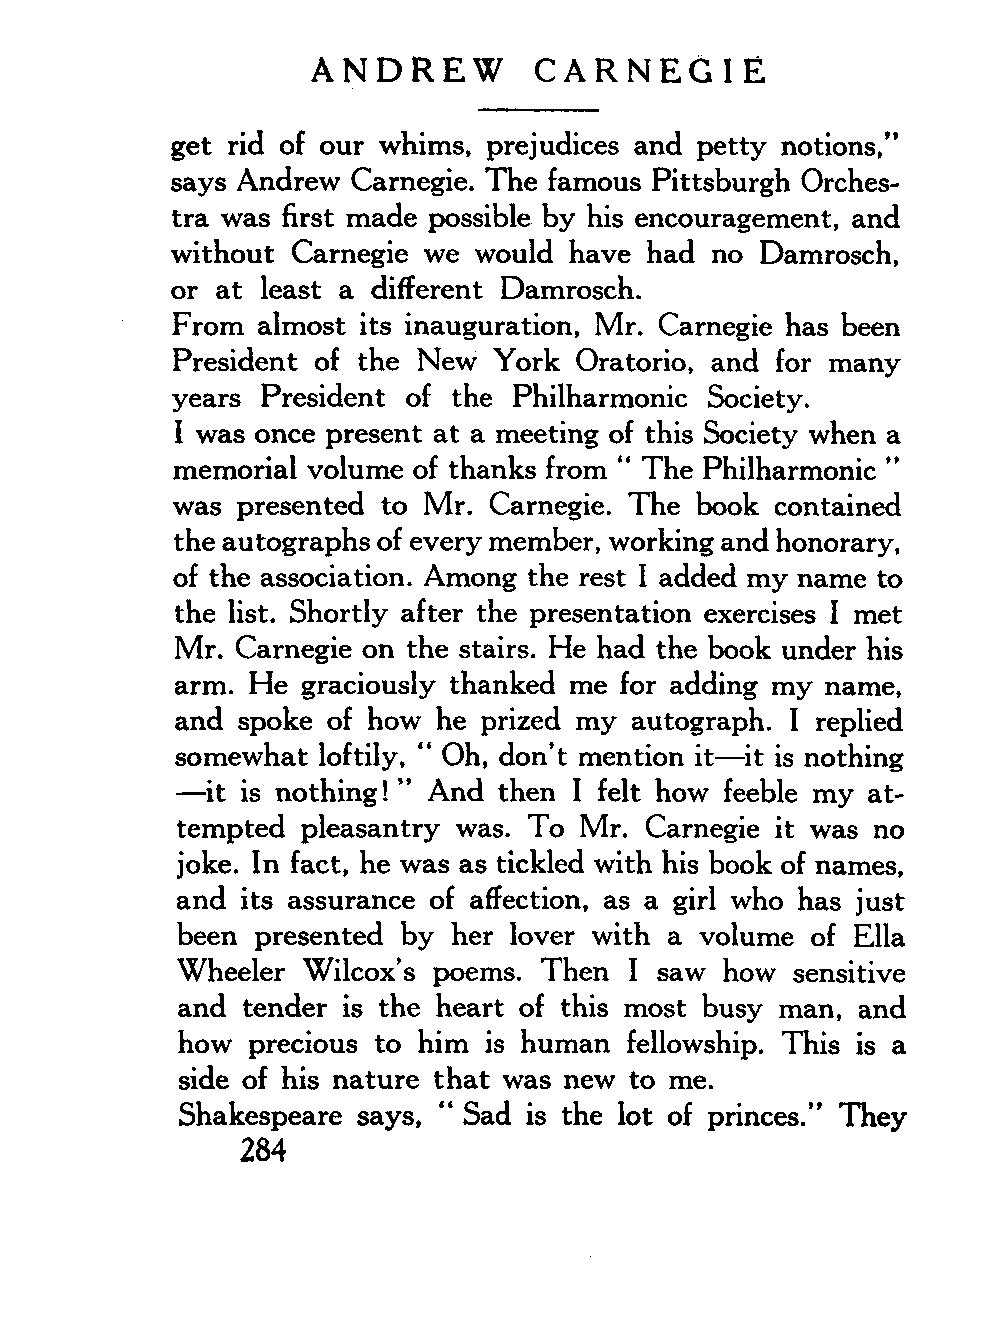 ANDREW CARNEGIE
get rid of our whims, prejudices and petty notions,"
says Andrew Carnegie. The famous Pittsburgh Orches-
tra was first made possible by his encouragement, and
without Carnegie we would have had no Damrosch,
or at least a different Damrosch.
From almost its inauguration, Mr. Carnegie has been
President of the New York Oratorio, and for many
years President of the Philharmonic Society.
I was once present at a meeting of this Society when a
memorial volume of thanks from " The Philharmonic "
was presented to Mr. Carnegie. The book contained
the autographs of every member, working and honorary,
of the association. Among the rest I added my name to
the list. Shortly after the presentation exercises I met
Mr. Carnegie on the stairs. He had the book under his
arm. He graciously thanked me for adding my name,
and spoke of how he prized my autograph. I replied
somewhat loftily, " Oh, don't mention it—it is nothing
—it is nothing! " And then I felt how feeble my at-
tempted pleasantry was. To Mr. Carnegie it was no
joke. In fact, he was as tickled with his book of names,
and its assurance of affection, as a girl who has just
been presented by her lover with a volume of Ella
Wheeler Wilcox's poems. Then I saw how sensitive
and tender is the heart of this most busy man, and
how precious to him is human fellowship. This is a
side of his nature that was new to me.
Shakespeare says, " Sad is the lot of princes." They
284